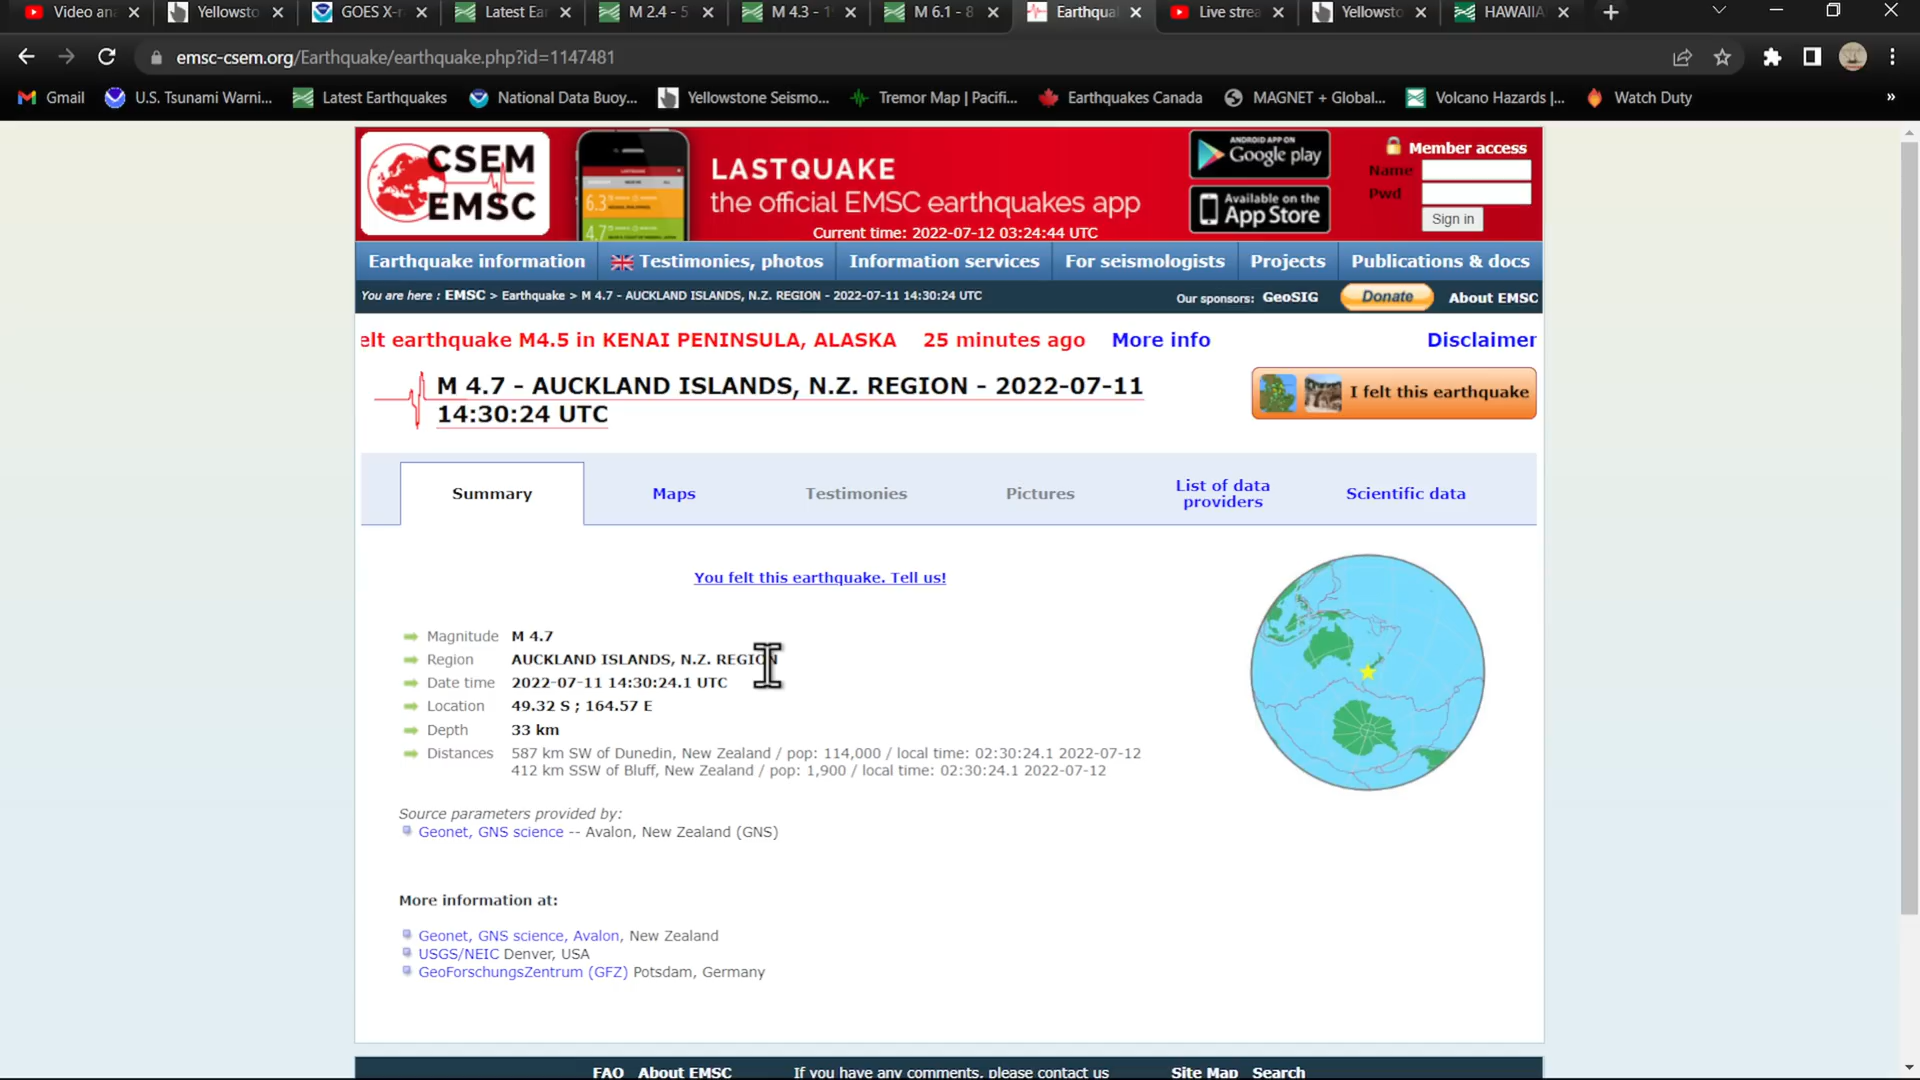 Video an
Yellowsto
GOES X-r
Latest Ea
M 2.4 - 5
M 4.3 - 1
M 6.1 - 8
Earthqua
Live strea
Yellowsto
HAWAIIA
emsc-csem.org/Earthquake/earthquake.php?id=1147481
Gmail
U.S. Tsunami Warni...
Latest Earthquakes
National Data Buoy...
Yellowstone Seismo...
Tremor Map | Pacifi...
Earthquakes Canada
MAGNET + Global...
Volcano Hazards |...
Watch Duty
»
CSEM
EMSC
6.3
4.7
LASTQUAKE
the official EMSC earthquakes app
Current time: 2022-07-12 03:24:44 UTC
ANDROID APP ON
Google play
Available on the
App Store
Member access
Name
Pwd
Sign in
Earthquake information
Testimonies, photos
Information services
For seismologists
Projects
Publications & docs
You are here : EMSC > Earthquake > M 4.7 - AUCKLAND ISLANDS, N.Z. REGION - 2022-07-11 14:30:24 UTC
Our sponsors: GeoSIG
Donate
About EMSC
elt earthquake M4.5 in KENAI PENINSULA, ALASKA 25 minutes ago More info
Disclaimer
M 4.7 - AUCKLAND ISLANDS, N.Z. REGION - 2022-07-11
14:30:24 UTC
I felt this earthquake
Summary
Maps
Testimonies
Pictures
List of data
providers
Scientific data
You felt this earthquake. Tell us!
Magnitude M 4.7
Region AUCKLAND ISLANDS, N.Z. REGION
Date time 2022-07-11 14:30:24.1 UTC
Location 49.32 S ; 164.57 E
Depth 33 km
Distances 587 km SW of Dunedin, New Zealand / pop: 114,000 / local time: 02:30:24.1 2022-07-12
412 km SSW of Bluff, New Zealand / pop: 1,900 / local time: 02:30:24.1 2022-07-12
Source parameters provided by:
Geonet, GNS science -- Avalon, New Zealand (GNS)
More information at:
Geonet, GNS science, Avalon, New Zealand
USGS/NEIC Denver, USA
GeoForschungsZentrum (GFZ) Potsdam, Germany
FAQ About EMSC If you have any comments, please contact us Site Map Search